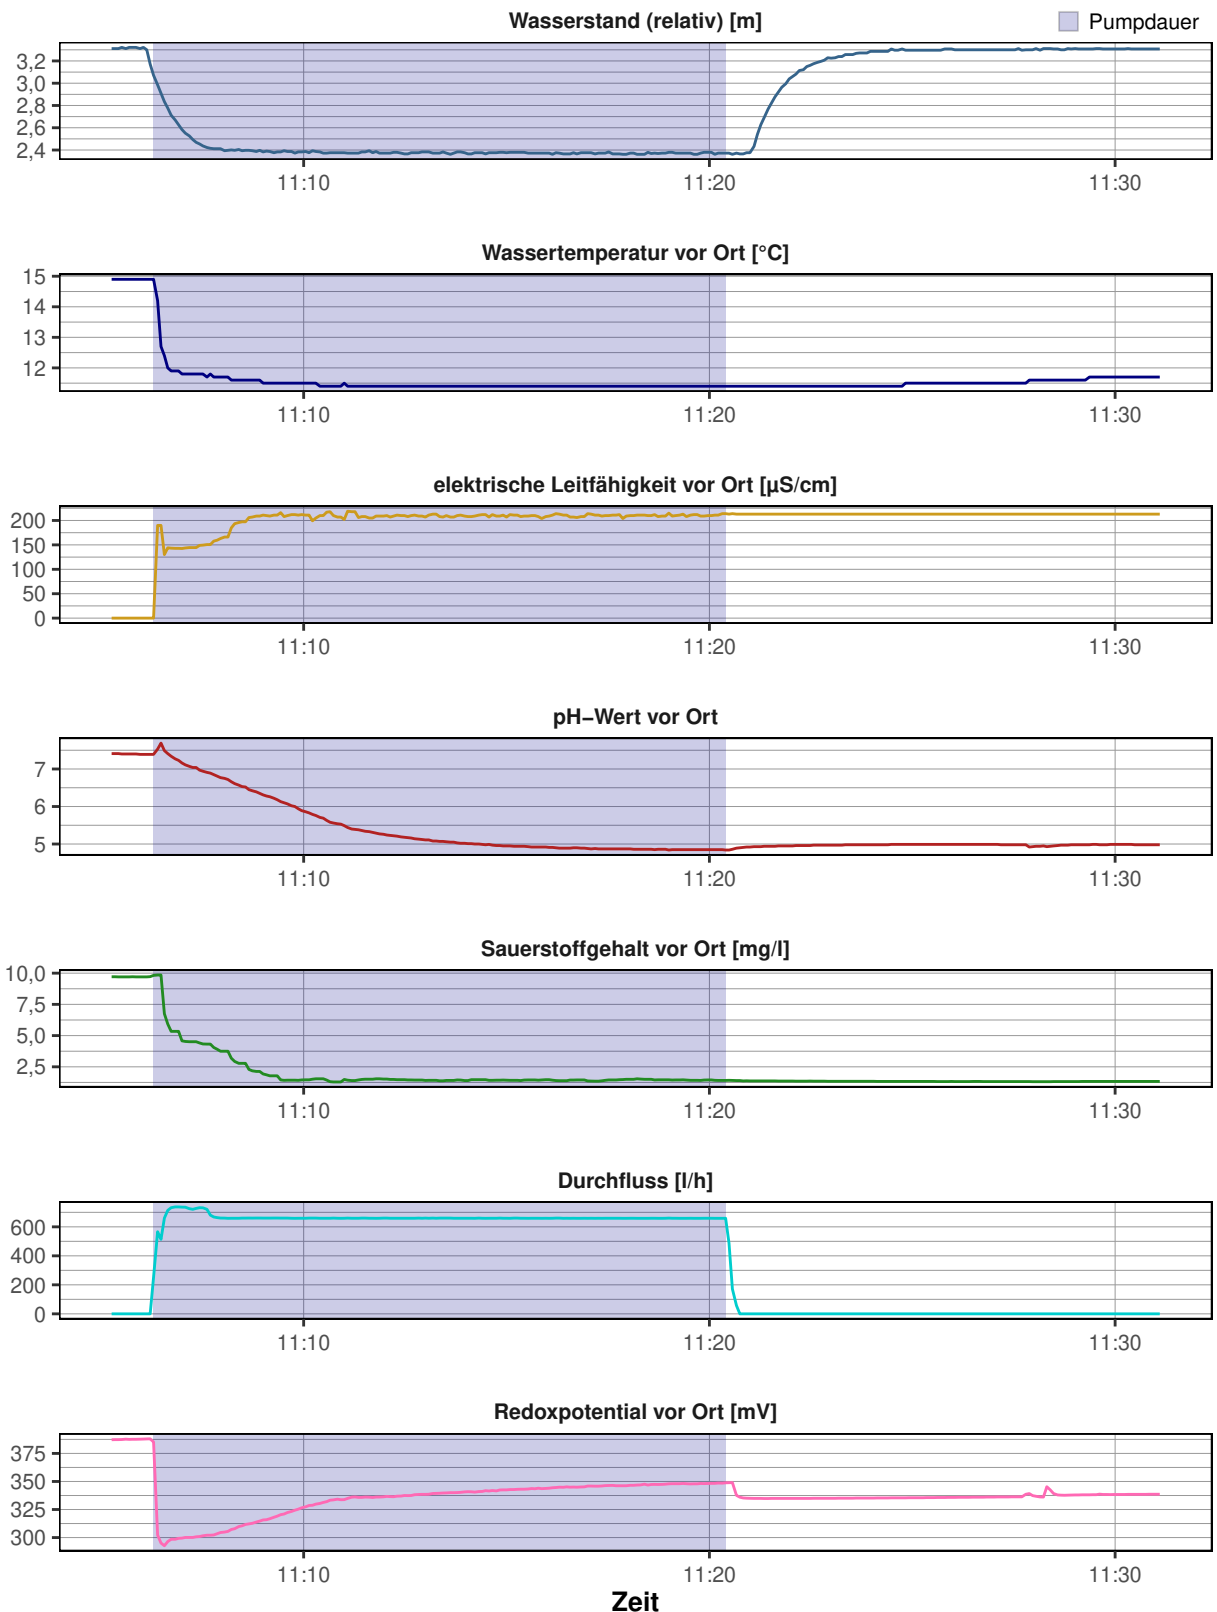 Wasserstand (relativ) [m]
Pumpdauer
3,2
3,0
2,8
2,6
2,4
11:10 11:20 11:30
Wassertemperatur vor Ort [°C]
15
14
13
12
11:10 11:20 11:30
elektrische Leitfähigkeit vor Ort [µS/cm]
200
150
100
50
0
11:10 11:20 11:30
pH−Wert vor Ort
7
6
5
11:10 11:20 11:30
Sauerstoffgehalt vor Ort [mg/l]
10,0
7,5
5,0
2,5
11:10 11:20 11:30
Durchfluss [l/h]
600
400
200
0
11:10 11:20 11:30
Redoxpotential vor Ort [mV]
375
350
325
300
11:10 11:20 11:30
Zeit